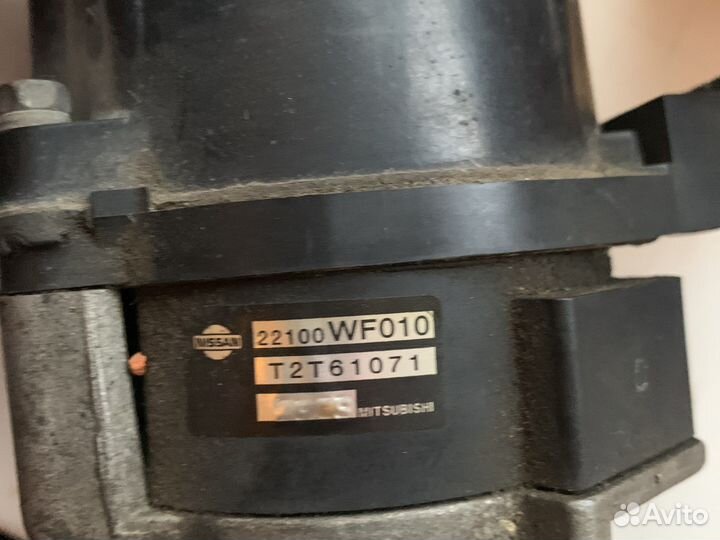 NISSAN
22100WF010
T2T61071
MITSUBISHI
Avito